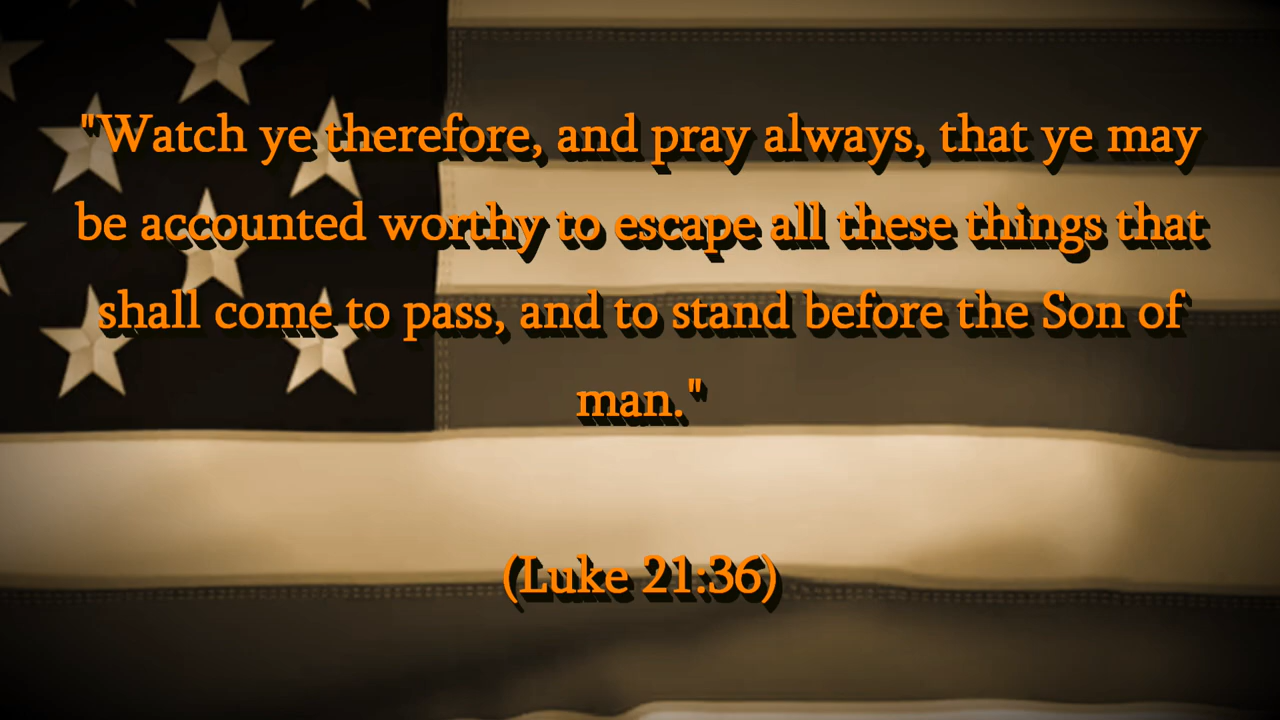 "Watch ye therefore, and pray always, that ye may
be accounted worthy to escape all these things that
shall come to pass, and to stand before the Son of
man."
(Luke 21:36)